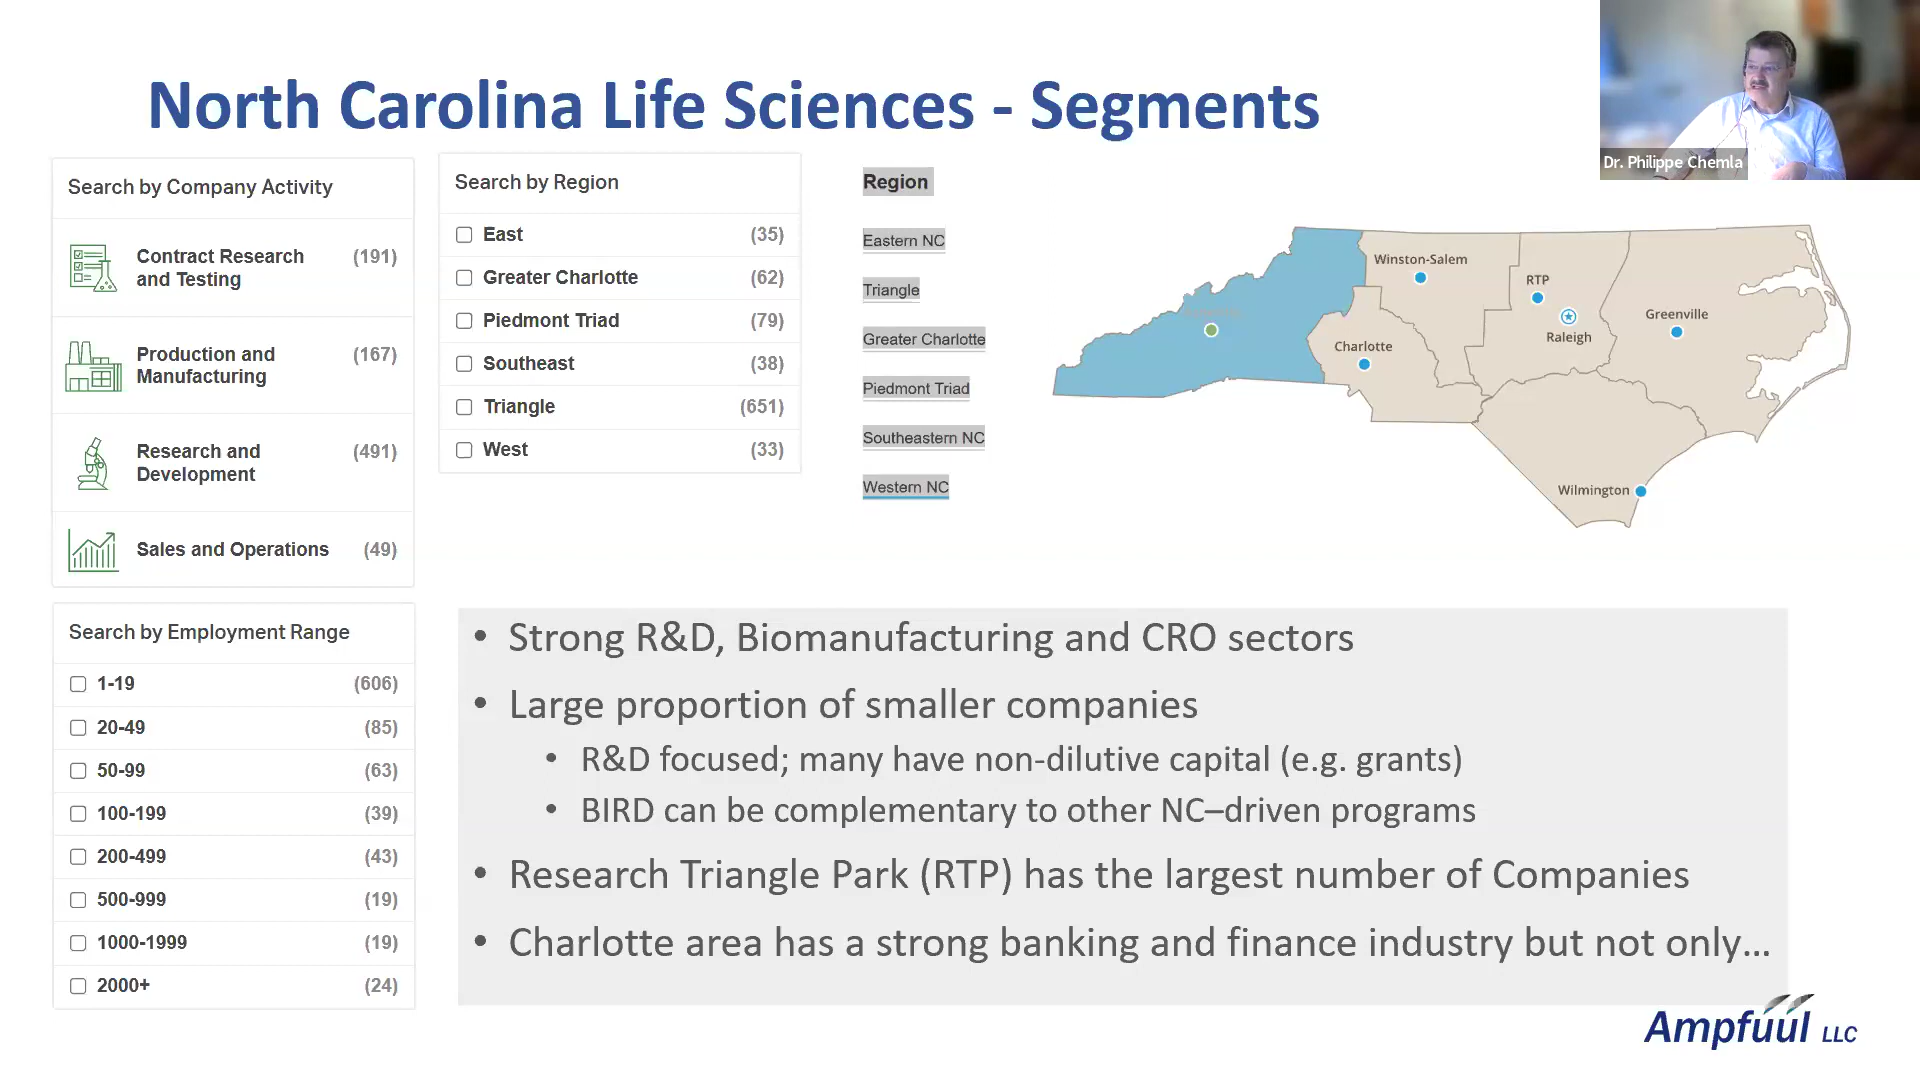 North Carolina Life Sciences - Segments
Dr. Philippe Chemla
Search by Company Activity
Contract Research
and Testing
(191)
Production and
Manufacturing
(167)
Research and
Development
(491)
Sales and Operations (49)
Search by Region
East (35)
Greater Charlotte (62)
Piedmont Triad (79)
Southeast (38)
Triangle (651)
West (33)
Region
Eastern NC
Triangle
Greater Charlotte
Piedmont Triad
Southeastern NC
Western NC
Winston-Salem
RTP
Raleigh
Greenville
Charlotte
Wilmington
Search by Employment Range
1-19 (606)
20-49 (85)
50-99 (63)
100-199 (39)
200-499 (43)
500-999 (19)
1000-1999 (19)
2000+ (24)
• Strong R&D, Biomanufacturing and CRO sectors
• Large proportion of smaller companies
• R&D focused; many have non-dilutive capital (e.g. grants)
• BIRD can be complementary to other NC–driven programs
• Research Triangle Park (RTP) has the largest number of Companies
• Charlotte area has a strong banking and finance industry but not only…
Ampfuul LLC